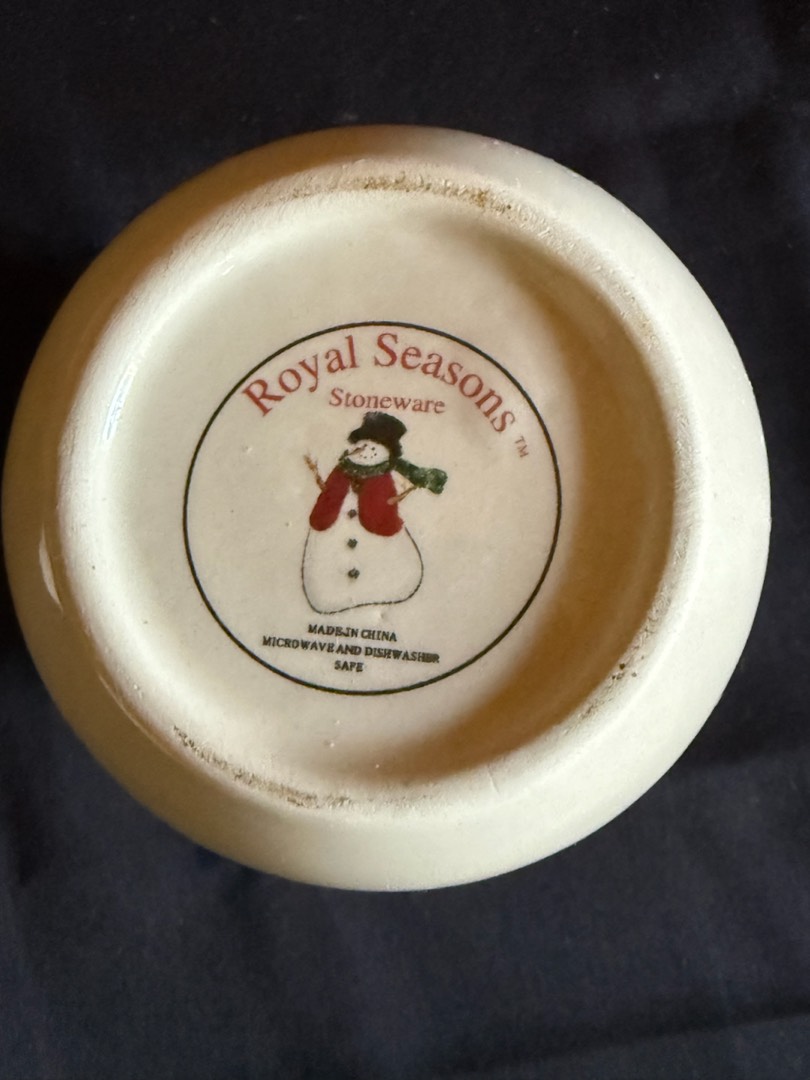 Royal Seasons ™
Stoneware
MADE IN CHINA
MICROWAVE AND DISHWASHER
SAFE